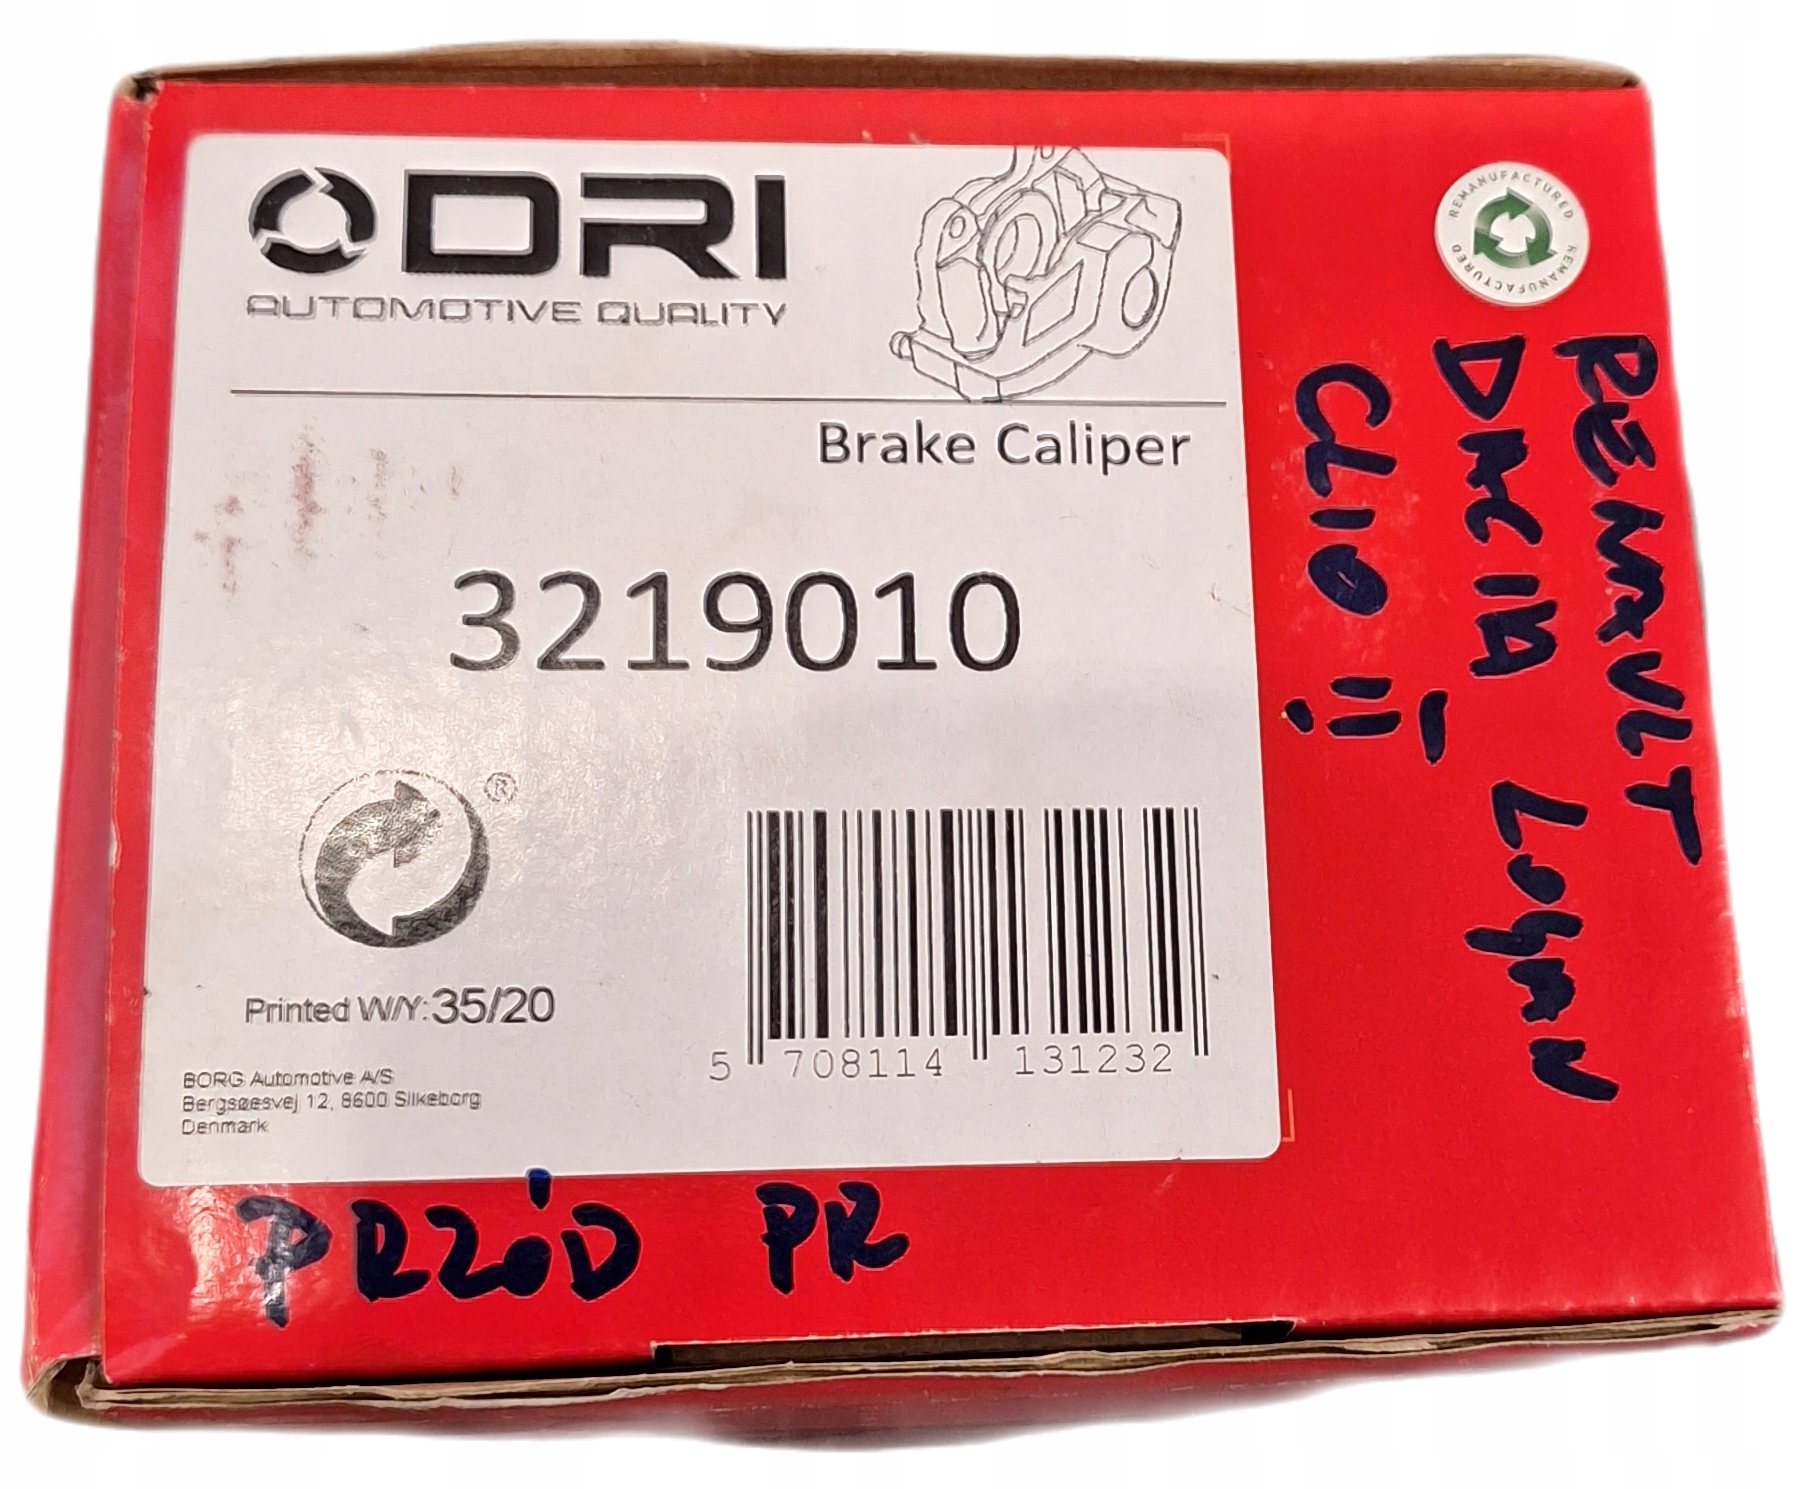 DRI
AUTOMOTIVE QUALITY
REMANUFACTURED
REMANUFACTURED
Brake Caliper
3219010
®
Printed W/Y: 35/20
5 708114 131232
BORG Automotive A/S
Bergsøesvej 12, 8600 Silkeborg
Denmark
RENAULT
DACIA LOGAN
CLIO II
PRZÓD PR